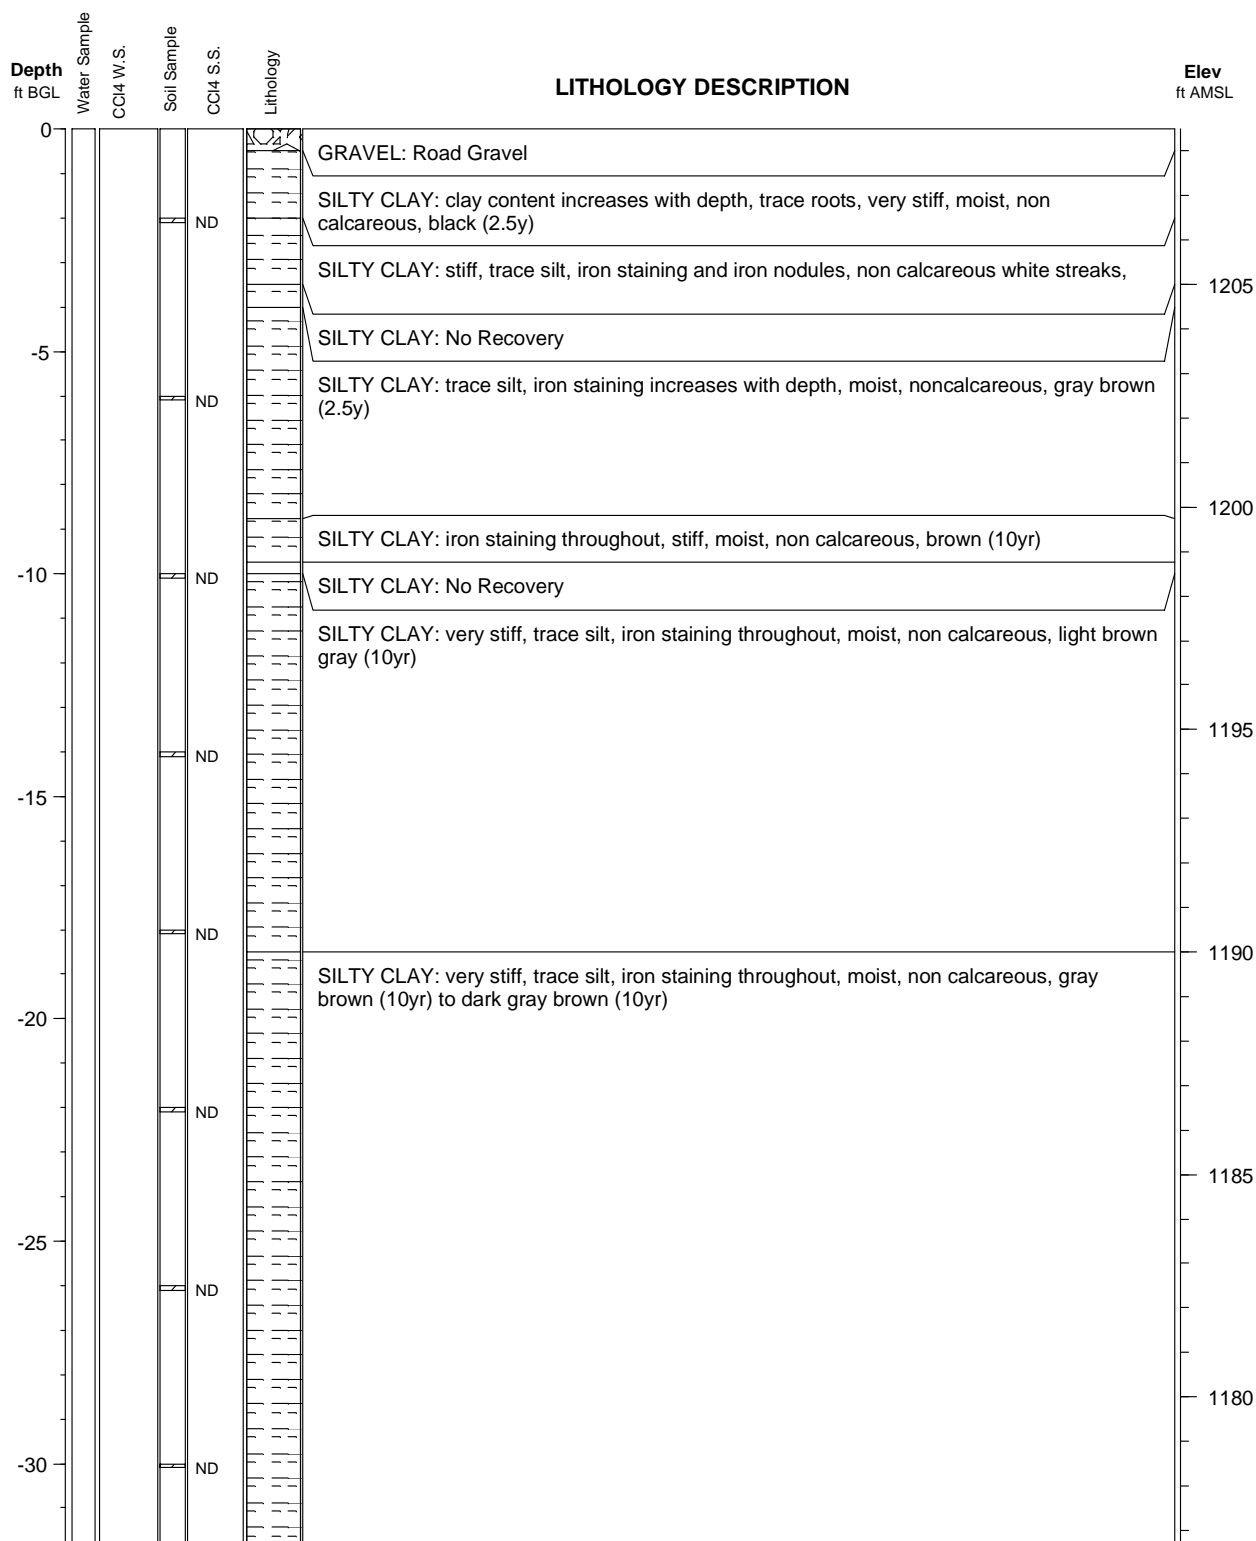 Depth
ft BGL
Water Sample
CCl4 W.S.
Soil Sample
CCl4 S.S.
Lithology
LITHOLOGY DESCRIPTION
Elev
ft AMSL
0
GRAVEL: Road Gravel
SILTY CLAY: clay content increases with depth, trace roots, very stiff, moist, non
calcareous, black (2.5y)
ND
SILTY CLAY: stiff, trace silt, iron staining and iron nodules, non calcareous white streaks,
1205
SILTY CLAY: No Recovery
-5
SILTY CLAY: trace silt, iron staining increases with depth, moist, noncalcareous, gray brown
(2.5y)
ND
1200
SILTY CLAY: iron staining throughout, stiff, moist, non calcareous, brown (10yr)
-10
ND
SILTY CLAY: No Recovery
SILTY CLAY: very stiff, trace silt, iron staining throughout, moist, non calcareous, light brown
gray (10yr)
1195
ND
-15
ND
1190
SILTY CLAY: very stiff, trace silt, iron staining throughout, moist, non calcareous, gray
brown (10yr) to dark gray brown (10yr)
-20
ND
1185
-25
ND
1180
-30
ND